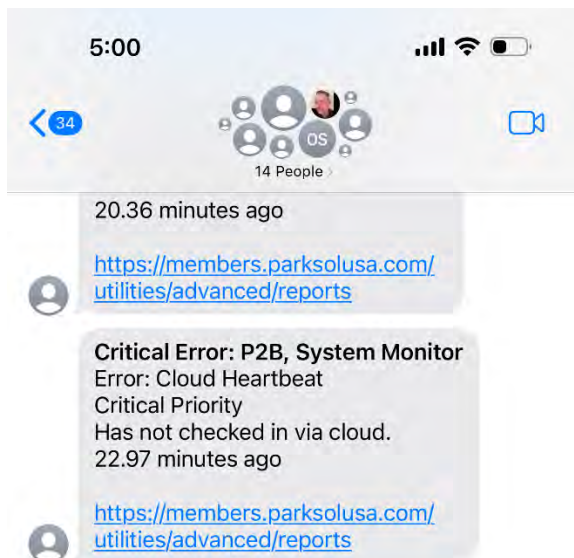 5:00
34
OS
14 People
20.36 minutes ago
https://members.parksolusa.com/
utilities/advanced/reports
Critical Error: P2B, System Monitor
Error: Cloud Heartbeat
Critical Priority
Has not checked in via cloud.
22.97 minutes ago
https://members.parksolusa.com/
utilities/advanced/reports